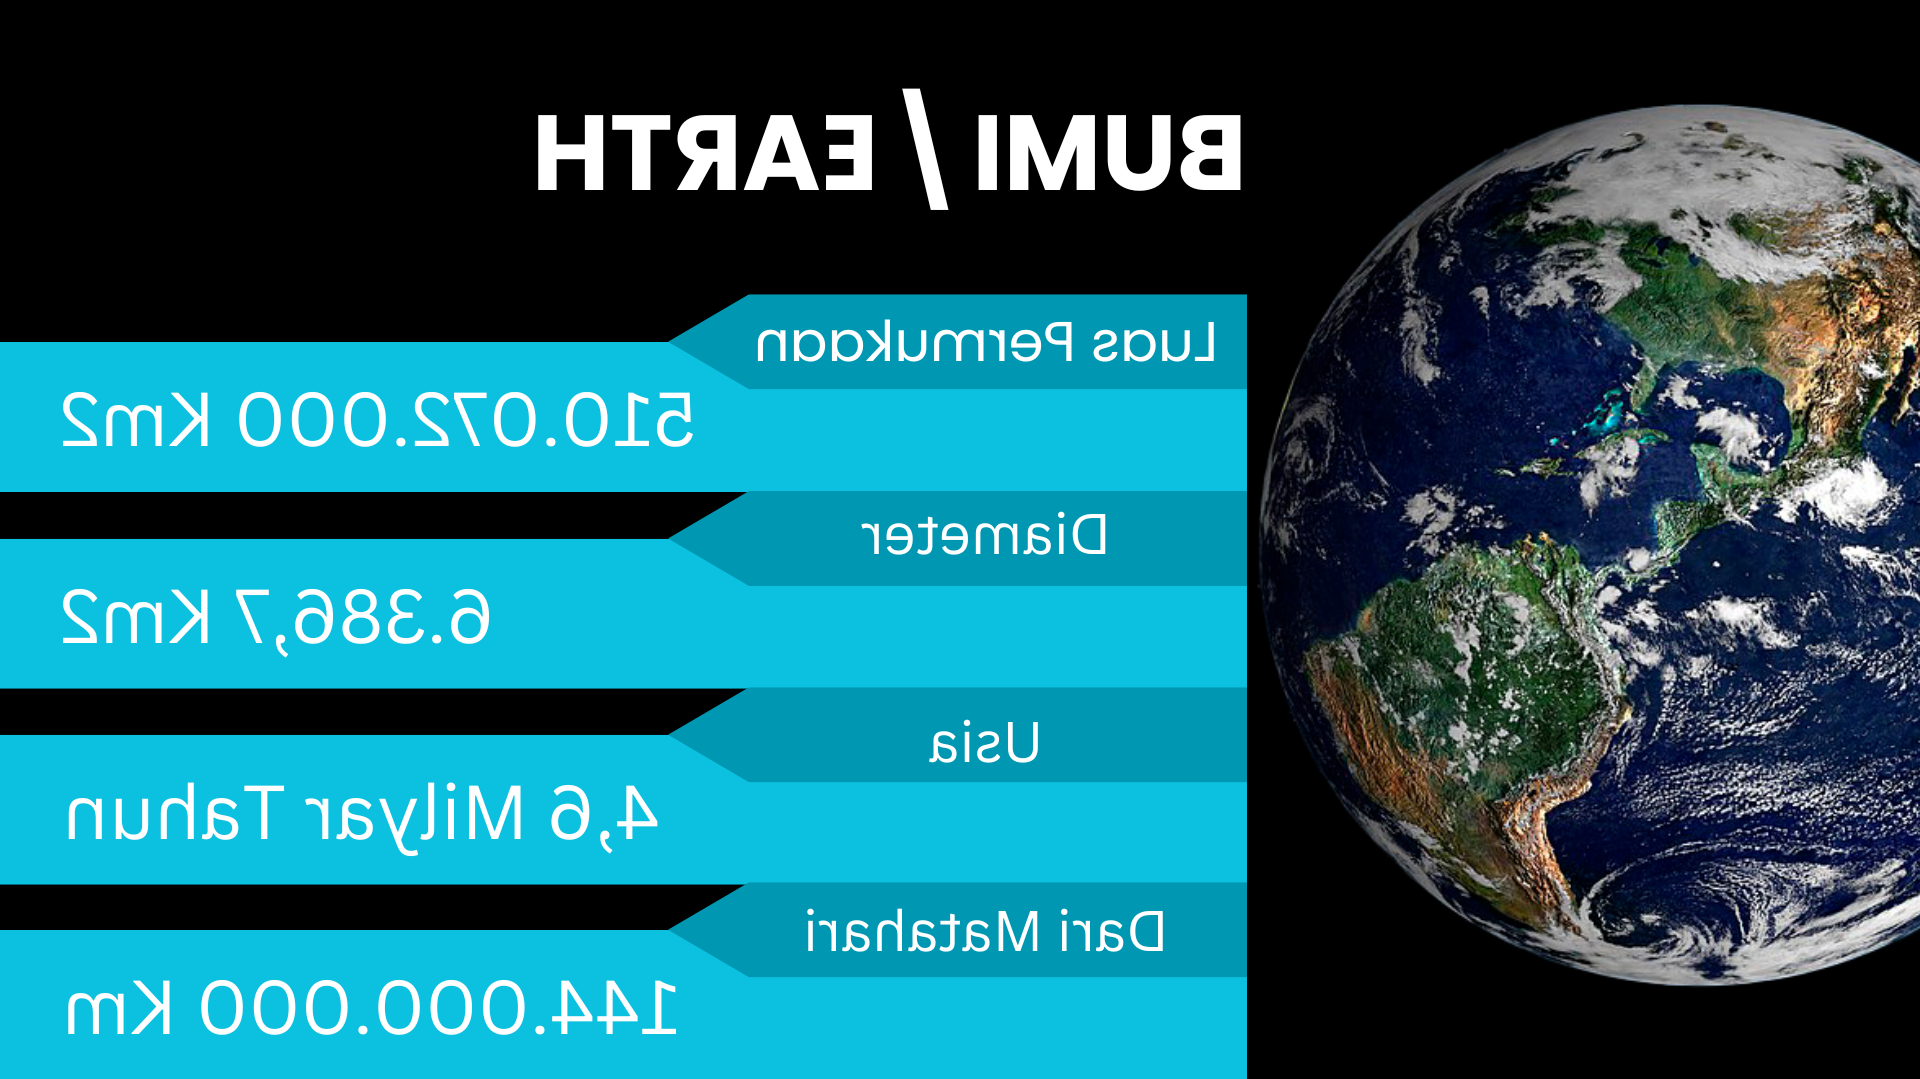 BUMI / EARTH
Luas Permukaan
510.072.000 Km2
Diameter
6.386,7 Km2
Usia
4,6 Milyar Tahun
Dari Matahari
144.000.000 Km